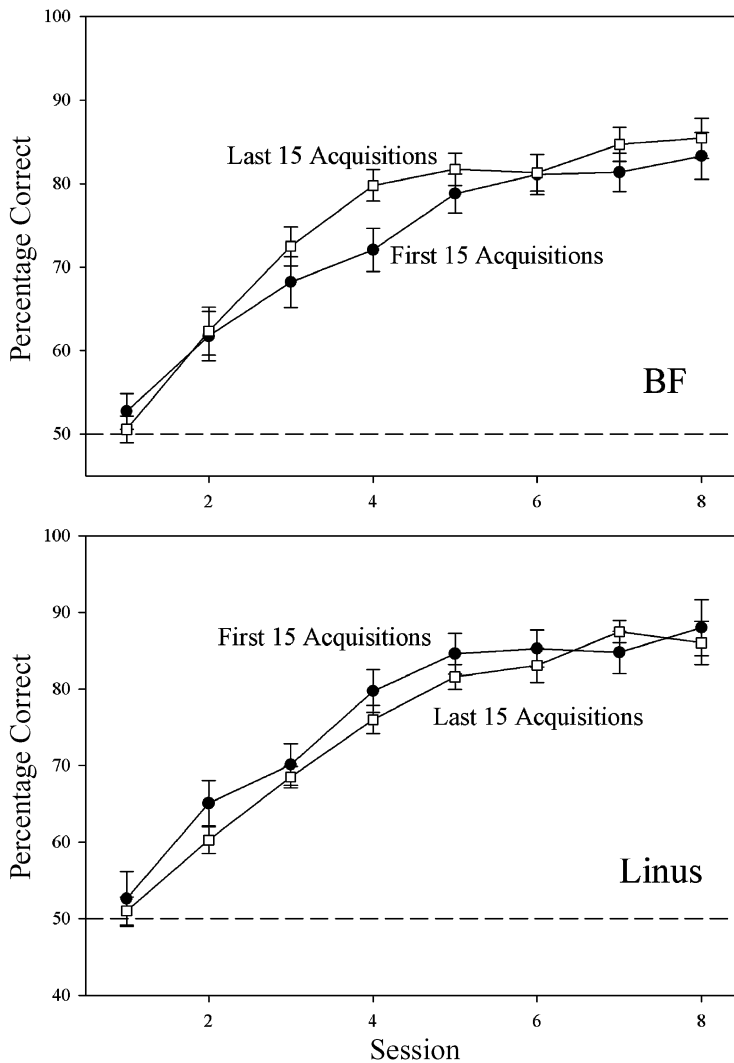 100
90
80
70
60
50
Percentage Correct
Last 15 Acquisitions
First 15 Acquisitions
BF
2 4 6 8
100
90
80
70
60
50
40
Percentage Correct
First 15 Acquisitions
Last 15 Acquisitions
Linus
2 4 6 8
Session